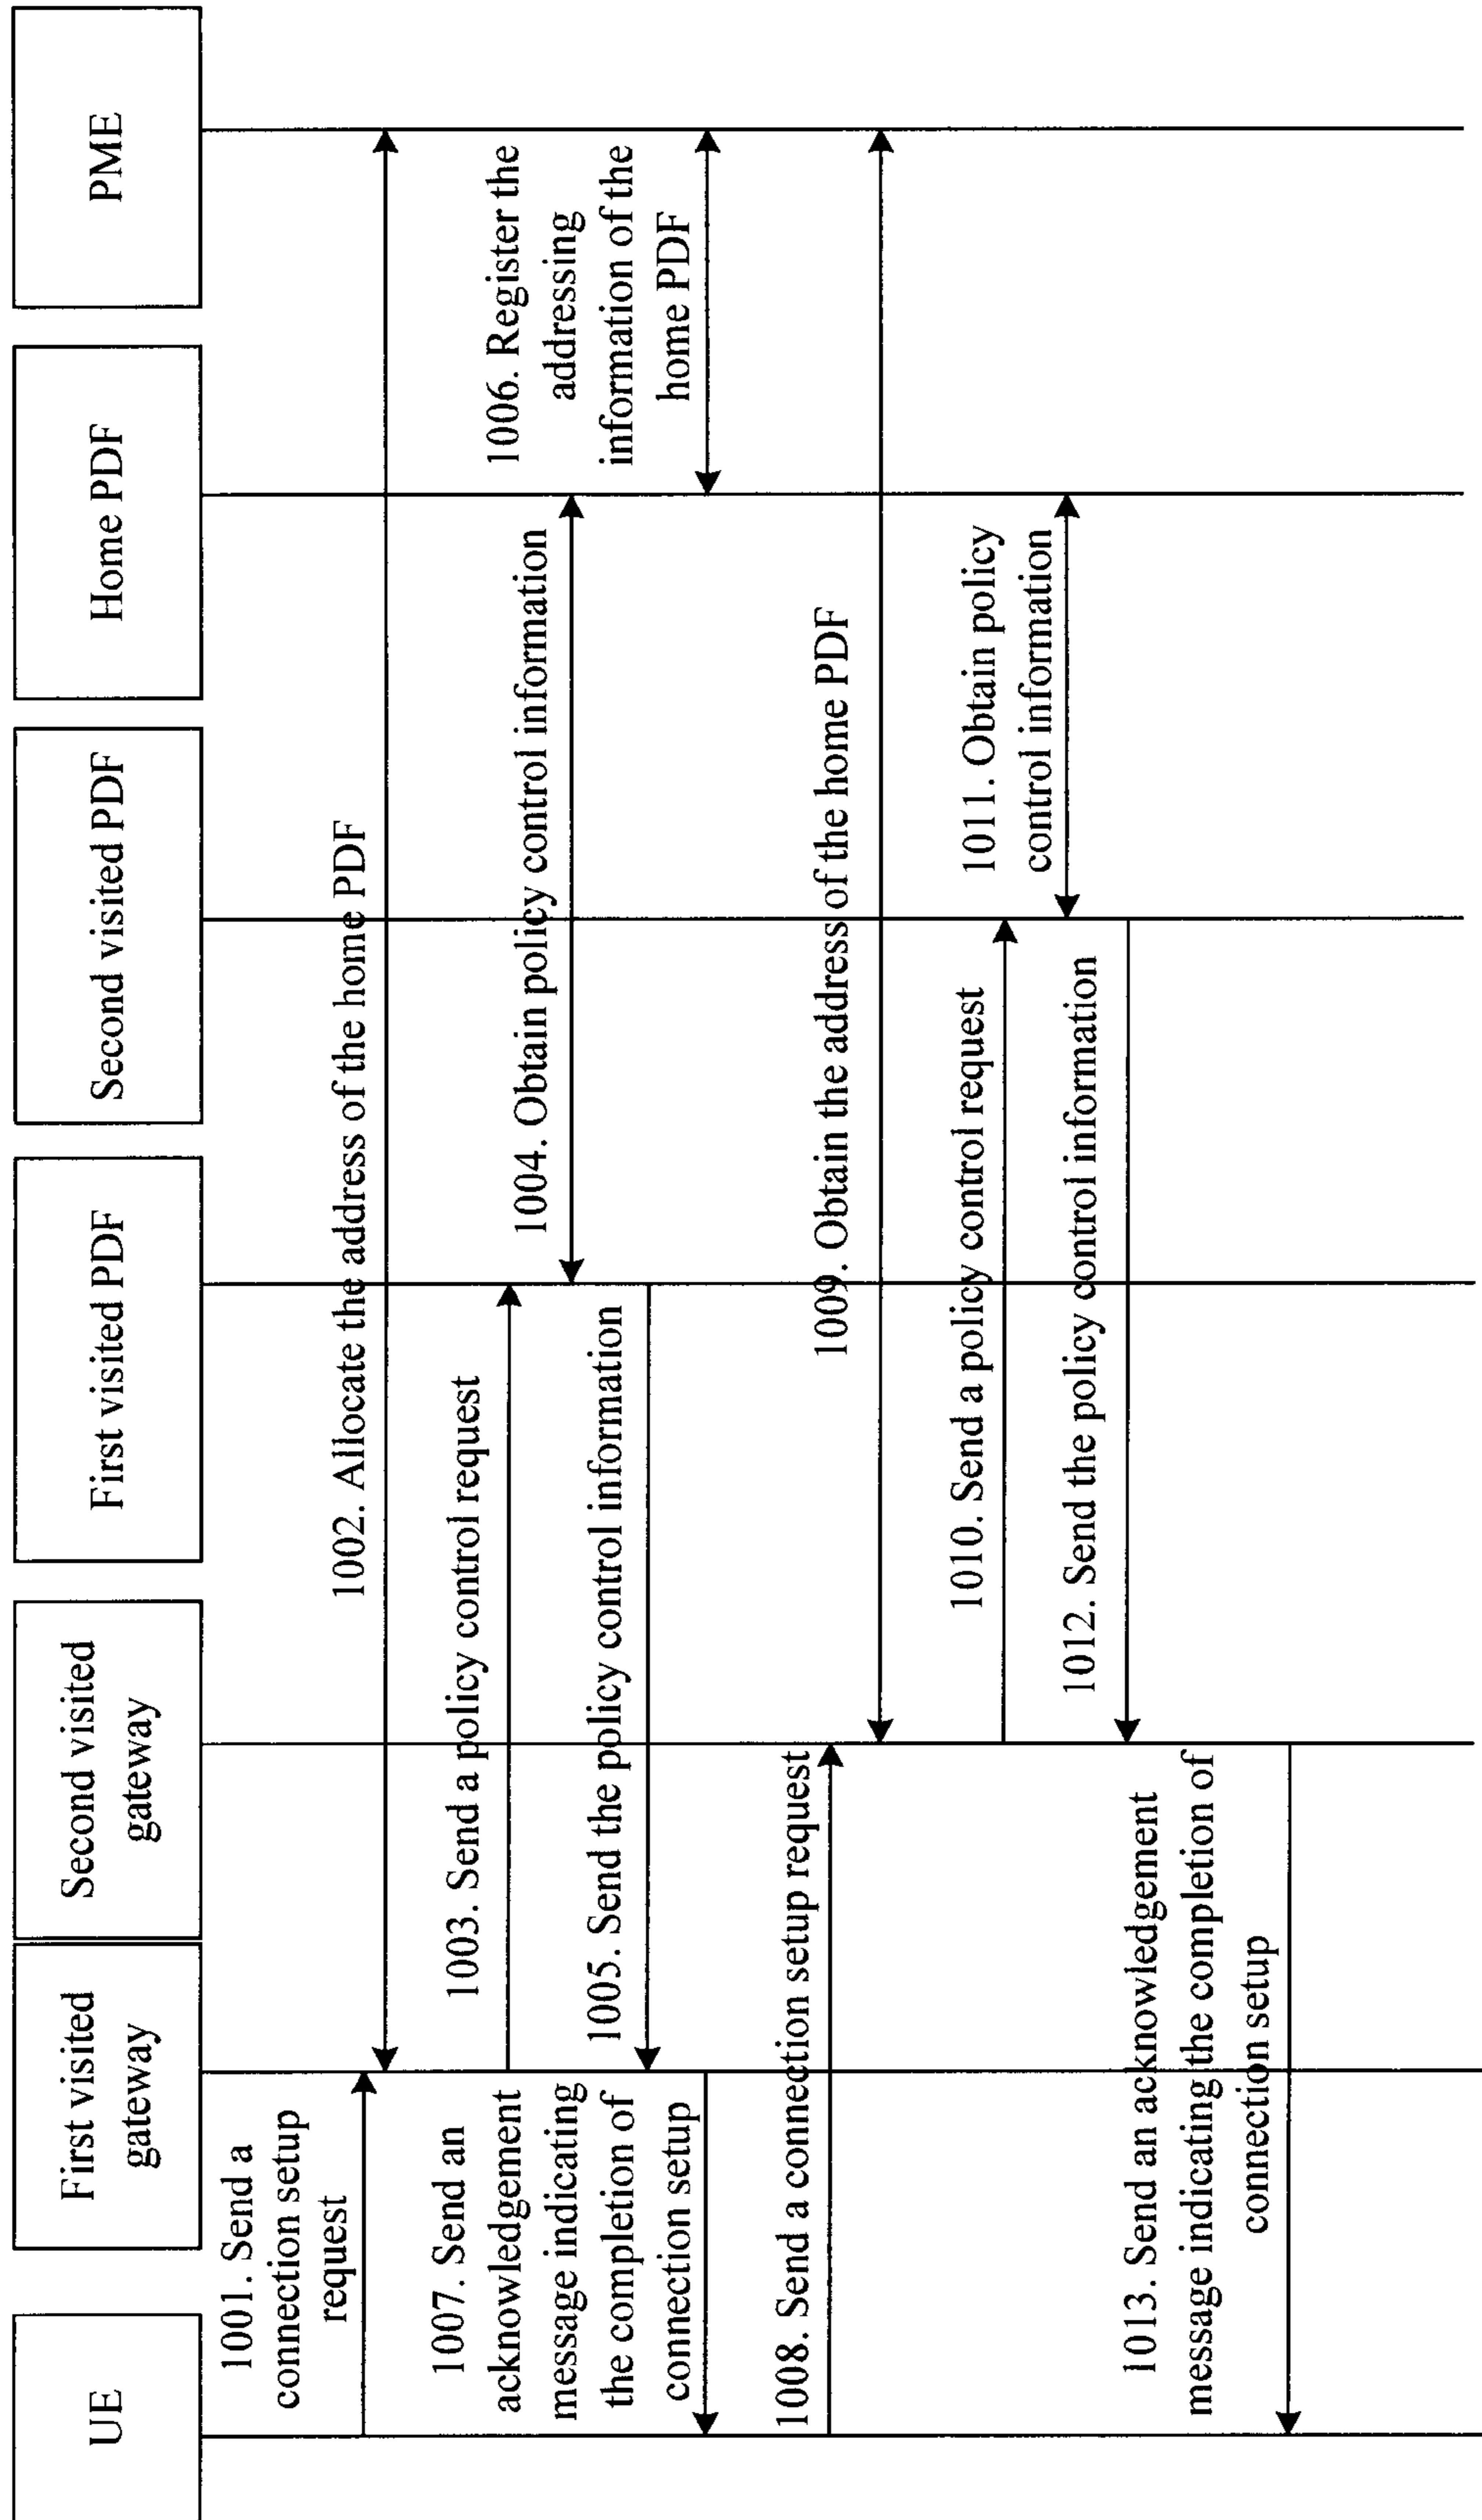 UE
First visited
gateway
Second visited
gateway
First visited PDF
Second visited PDF
Home PDF
PME
1001. Send a
connection setup
request
1002. Allocate the address of the home PDF
1003. Send a policy control request
1004. Obtain policy control information
1005. Send the policy control information
1006. Register the
addressing
information of the
home PDF
1007. Send an
acknowledgement
message indicating
the completion of
connection setup
1008. Send a connection setup request
1009. Obtain the address of the home PDF
1010. Send a policy control request
1011. Obtain policy
control information
1012. Send the policy control information
1013. Send an acknowledgement
message indicating the completion of
connection setup